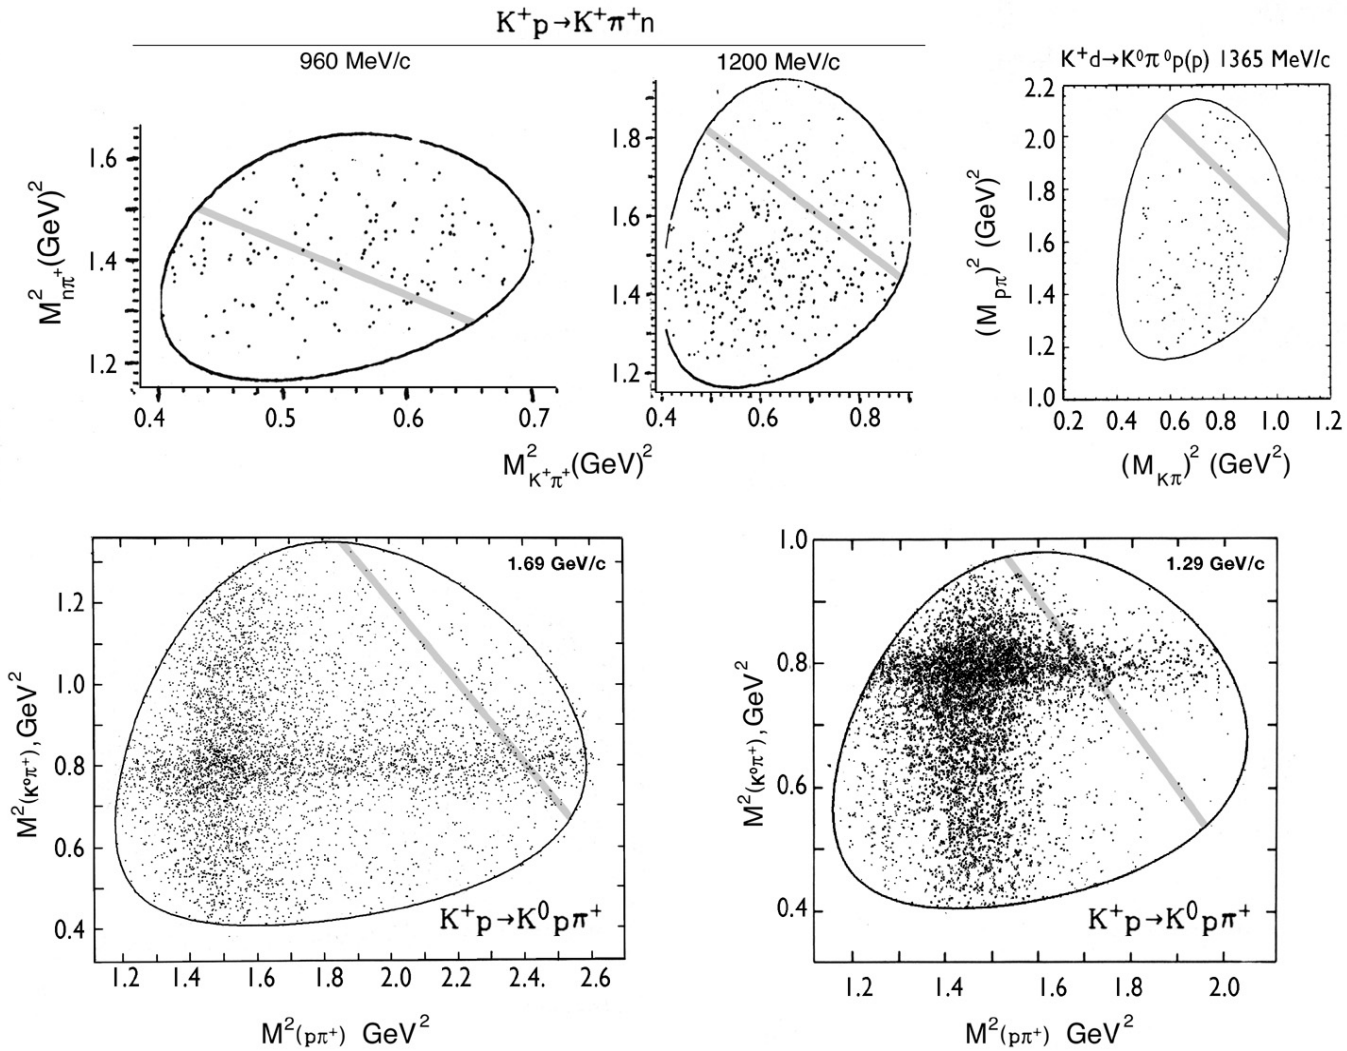 K⁺p→K⁺π⁺n
960 MeV/c
1200 MeV/c
K⁺d→K⁰π⁰p(p) 1365 MeV/c
M²nπ⁺(GeV)²
1.6
1.4
1.2
0.4 0.5 0.6 0.7
1.8
1.6
1.4
1.2
0.4 0.6 0.8
M²K⁺π⁺(GeV)²
(Mpπ)² (GeV)²
2.2
2.0
1.8
1.6
1.4
1.2
1.0
0.2 0.4 0.6 0.8 1.0 1.2
(MKπ)² (GeV²)
1.69 GeV/c
M²(K⁰π⁺), GeV²
1.2
1.0
0.8
0.6
0.4
K⁺p→K⁰pπ⁺
1.2 1.4 1.6 1.8 2.0 2.2 2.4. 2.6
M²(pπ⁺) GeV²
1.29 GeV/c
M²(K⁰π⁺), GeV²
1.0
0.8
0.6
0.4
K⁺p→K⁰pπ⁺
1.2 1.4 1.6 1.8 2.0
M²(pπ⁺) GeV²